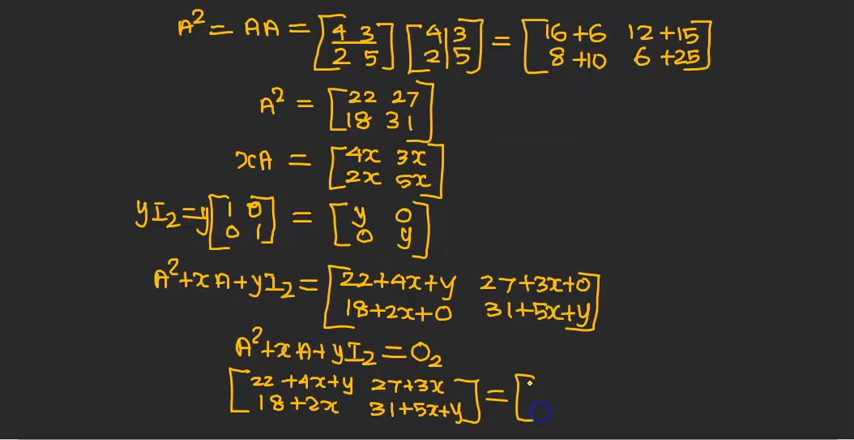 A² = AA = [4 3 [4 3 = [16+6 12+15
2 5] 2 5] 8+10 6+25]
A² = [22 27
18 31]
xA = [4x 3x
2x 5x]
yI₂ = y[1 0 = [y 0
0 1] 0 y]
A²+xA+yI₂ = [22+4x+y 27+3x+0
18+2x+0 31+5x+y]
A²+xA+yI₂ = O₂
[22+4x+y 27+3x = [
18+2x 31+5x+y]